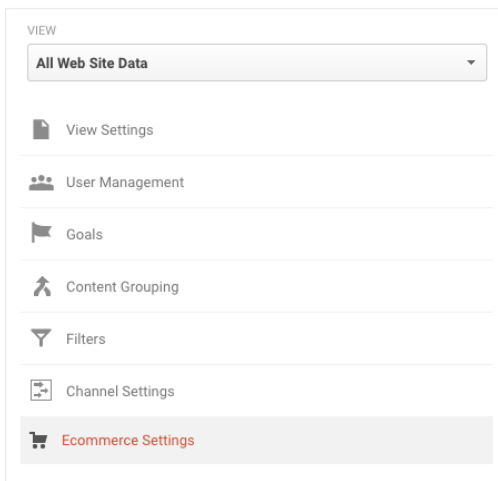 VIEW
All Web Site Data
View Settings
User Management
Goals
Content Grouping
Filters
Channel Settings
Ecommerce Settings